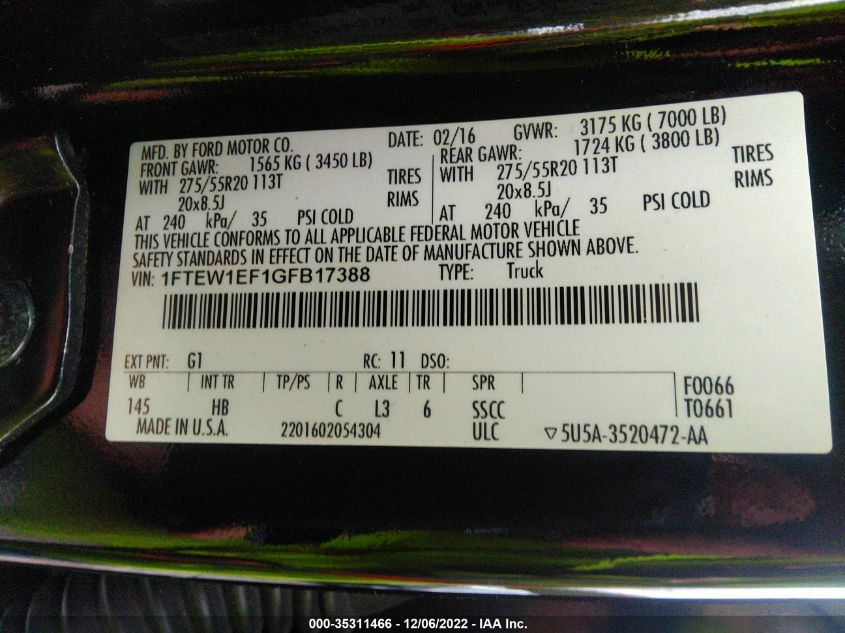 MFD. BY FORD MOTOR CO. DATE: 02/16 GVWR: 3175 KG ( 7000 LB)
FRONT GAWR: 1565 KG ( 3450 LB) REAR GAWR: 1724 KG ( 3800 LB)
WITH 275/55R20 113T TIRES WITH 275/55R20 113T TIRES
20x8.5J RIMS 20x8.5J RIMS
AT 240 kPa/ 35 PSI COLD AT 240 kPa/ 35 PSI COLD
THIS VEHICLE CONFORMS TO ALL APPLICABLE FEDERAL MOTOR VEHICLE
SAFETY STANDARDS IN EFFECT ON THE DATE OF MANUFACTURE SHOWN ABOVE.
VIN: 1FTEW1EF1GFB17388 TYPE: Truck
EXT PNT: G1 RC: 11 DSO:
WB INT TR TP/PS R AXLE TR SPR F0066
145 HB C L3 6 SSCC T0661
MADE IN U.S.A. 2201602054304 ULC ▽5U5A-3520472-AA
000-35311466 - 12/06/2022 - IAA Inc.